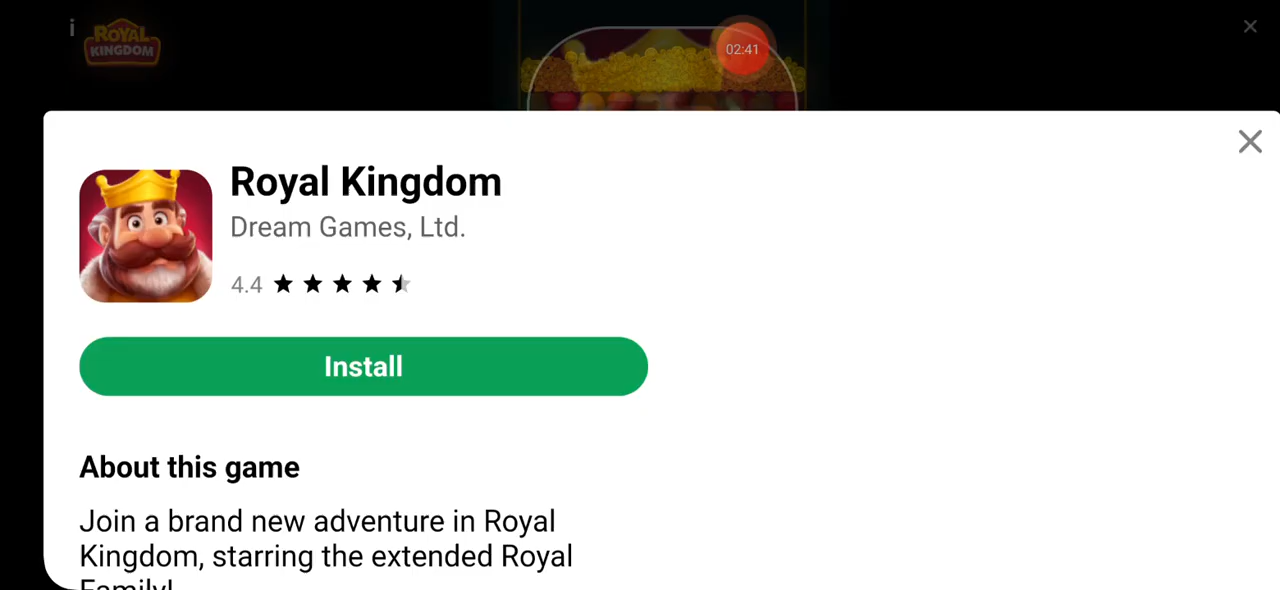 i
ROYAL
KINGDOM
02:41
Royal Kingdom
Dream Games, Ltd.
4.4
Install
About this game
Join a brand new adventure in Royal
Kingdom, starring the extended Royal
Family!